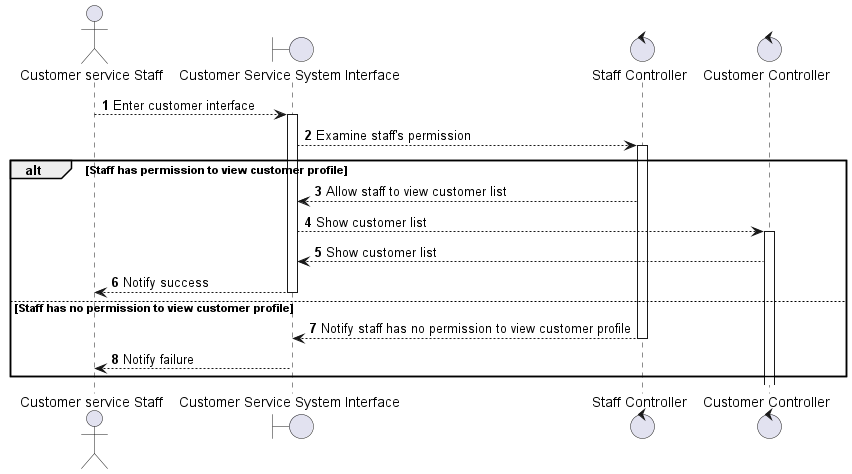 Customer service Staff
Customer Service System Interface
Staff Controller
Customer Controller
1 Enter customer interface
2 Examine staff's permission
alt
[Staff has permission to view customer profile]
3 Allow staff to view customer list
4 Show customer list
5 Show customer list
6 Notify success
[Staff has no permission to view customer profile]
7 Notify staff has no permission to view customer profile
8 Notify failure
Customer service Staff
Customer Service System Interface
Staff Controller
Customer Controller